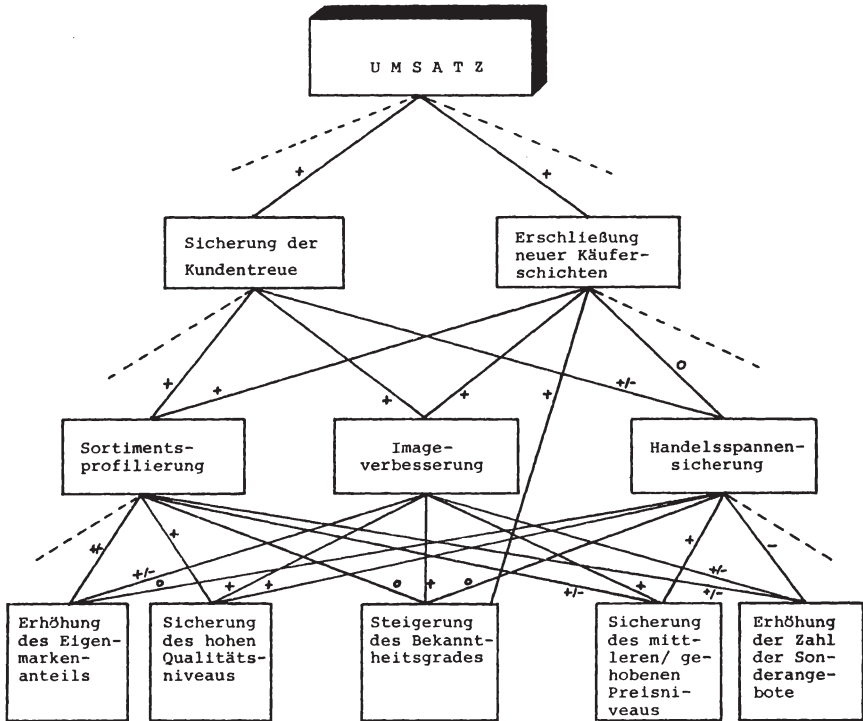 U M S A T Z
+ +
Sicherung der
Kundentreue
Erschließung
neuer Käufer-
schichten
+ + + + + +/- o
Sortiments-
profilierung
Image-
verbesserung
Handelsspannen-
sicherung
+/- + + -
+/- +/-
o + + o + o +/- + +/-
Erhöhung
des Eigen-
marken-
anteils
Sicherung
des hohen
Qualitäts-
niveaus
Steigerung
des Bekannt-
heitsgrades
Sicherung
des mitt-
leren/ ge-
hobenen
Preisni-
veaus
Erhöhung
der Zahl
der Son-
derange-
bote